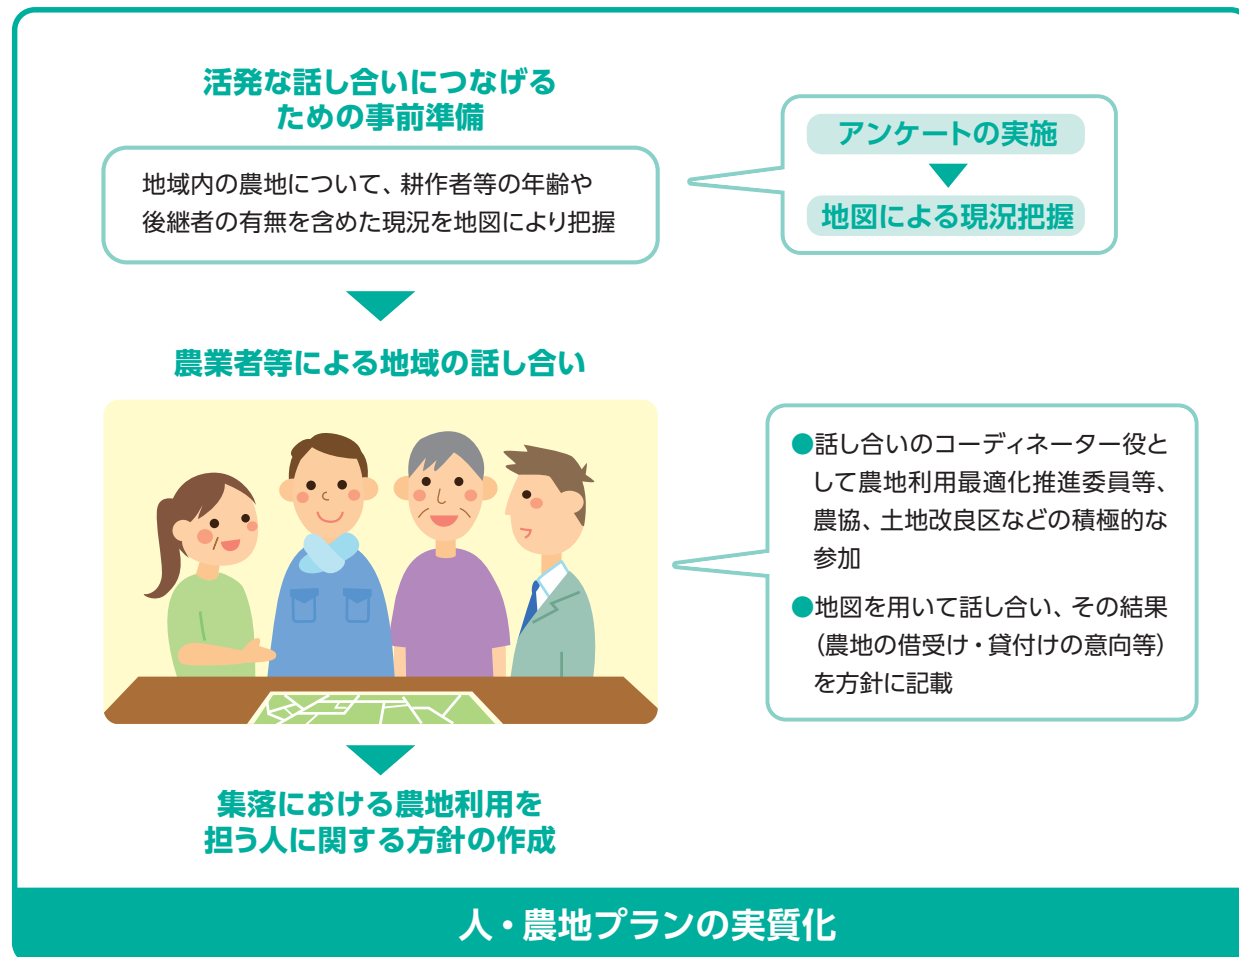 活発な話し合いにつなげる
ための事前準備
地域内の農地について、耕作者等の年齢や
後継者の有無を含めた現況を地図により把握
アンケートの実施
地図による現況把握
農業者等による地域の話し合い
●話し合いのコーディネーター役と
して農地利用最適化推進委員等、
農協、土地改良区などの積極的な
参加
●地図を用いて話し合い、その結果
（農地の借受け・貸付けの意向等）
を方針に記載
集落における農地利用を
担う人に関する方針の作成
人・農地プランの実質化